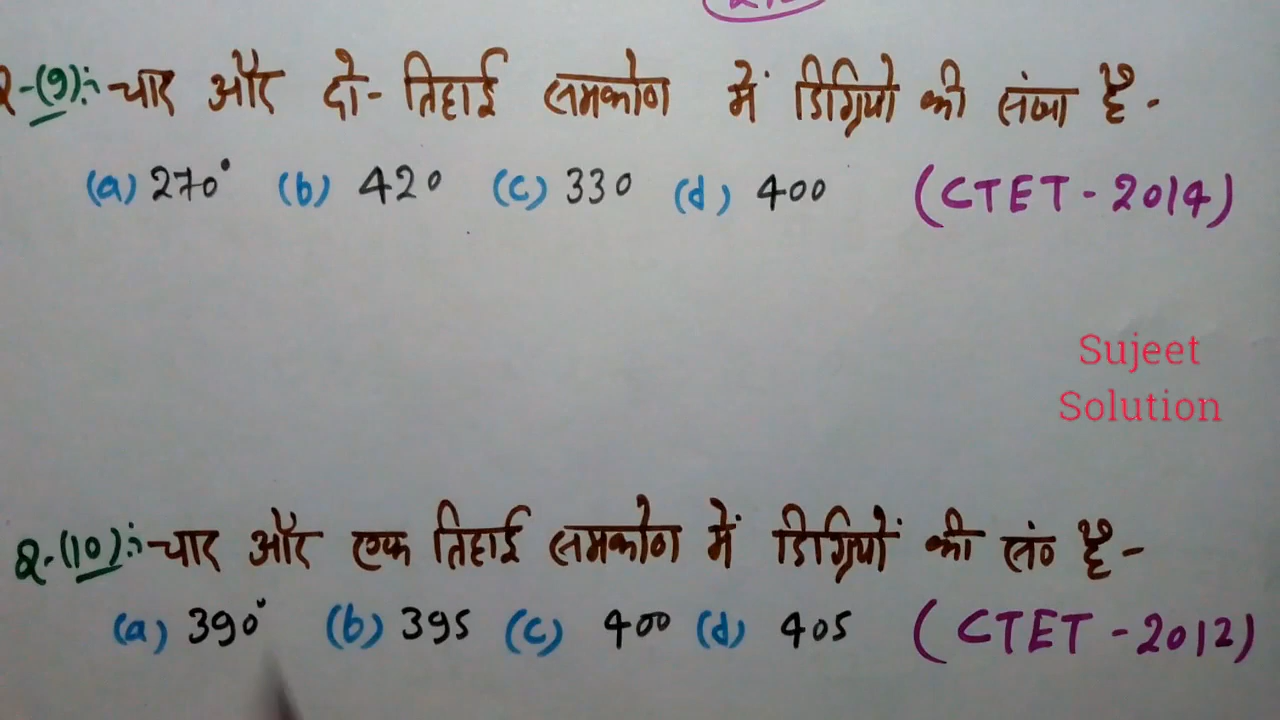 Q-(9):- चार और दो-तिहाई समकोण में डिग्रियो की संख्या है-
(a) 270° (b) 420 (c) 330 (d) 400 (CTET-2014)
Sujeet
Solution
Q-(10):- चार और एक तिहाई समकोण में डिग्रियों की सं० है-
(a) 390° (b) 395 (c) 400 (d) 405 (CTET-2012)